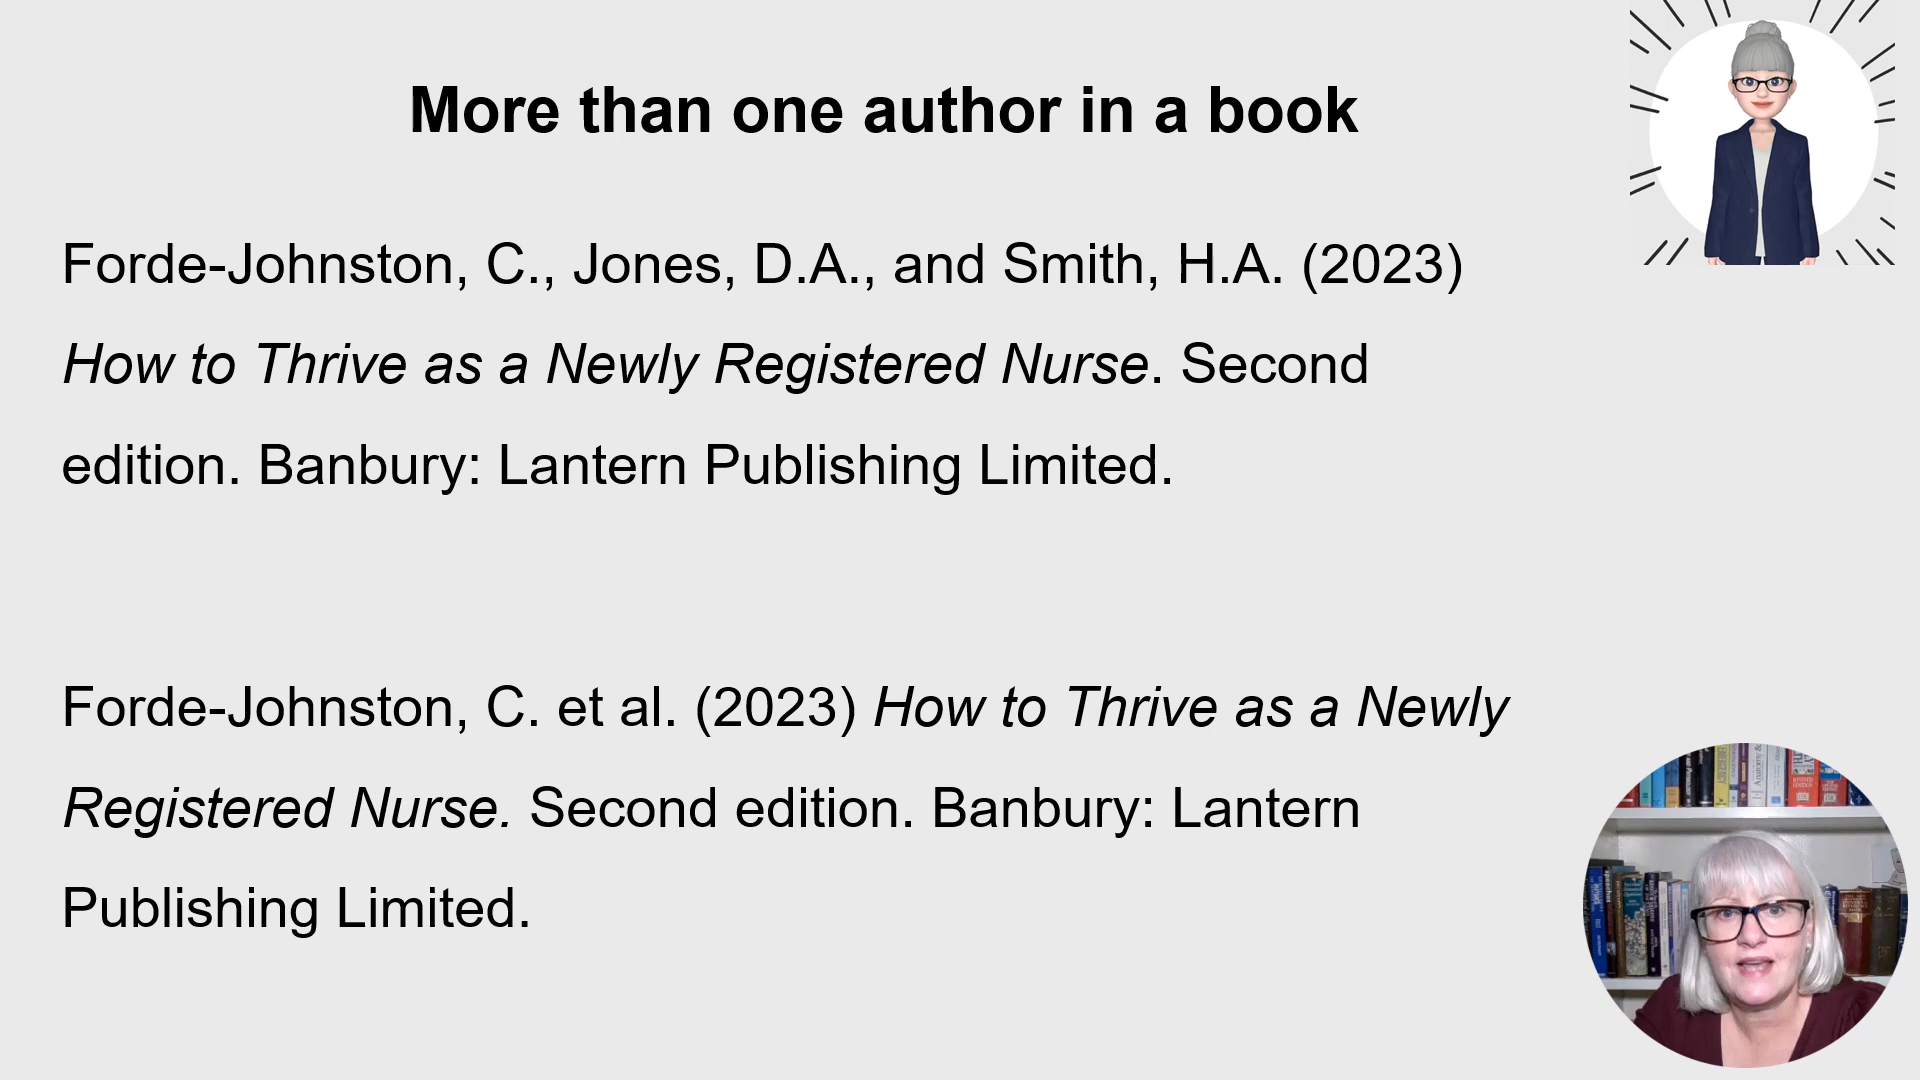 More than one author in a book
Forde-Johnston, C., Jones, D.A., and Smith, H.A. (2023)
How to Thrive as a Newly Registered Nurse. Second
edition. Banbury: Lantern Publishing Limited.
Forde-Johnston, C. et al. (2023) How to Thrive as a Newly
Registered Nurse. Second edition. Banbury: Lantern
Publishing Limited.